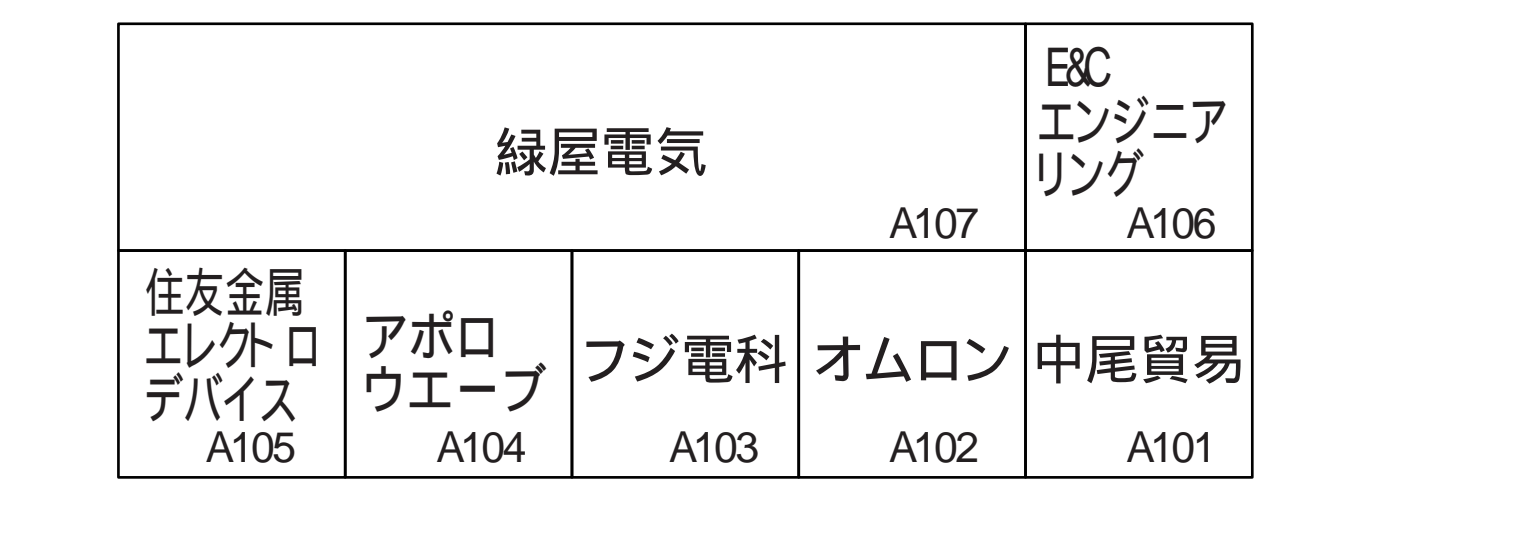 緑屋電気
A107
E&C
エンジニア
リング
A106
住友金属
エレクトロ
デバイス
A105
アポロ
ウエーブ
A104
フジ電科
A103
オムロン
A102
中尾貿易
A101